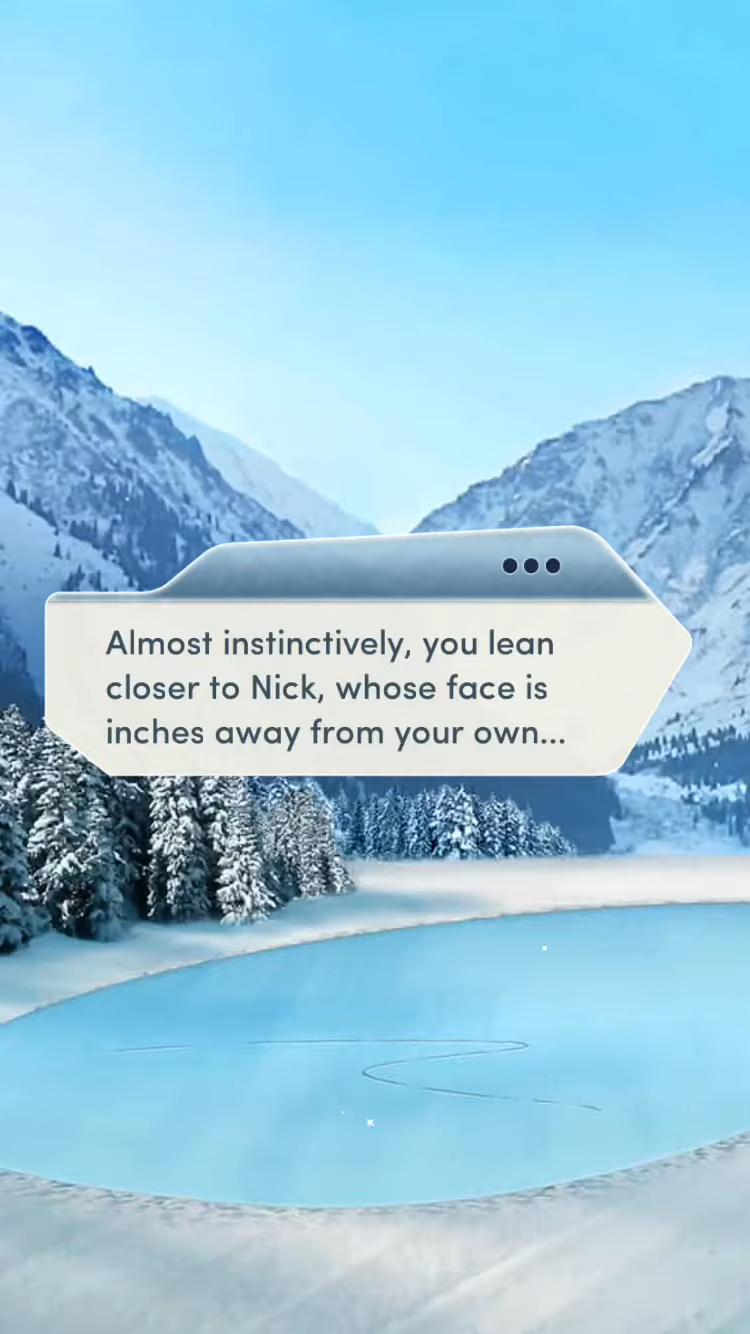 Almost instinctively, you lean
closer to Nick, whose face is
inches away from your own...